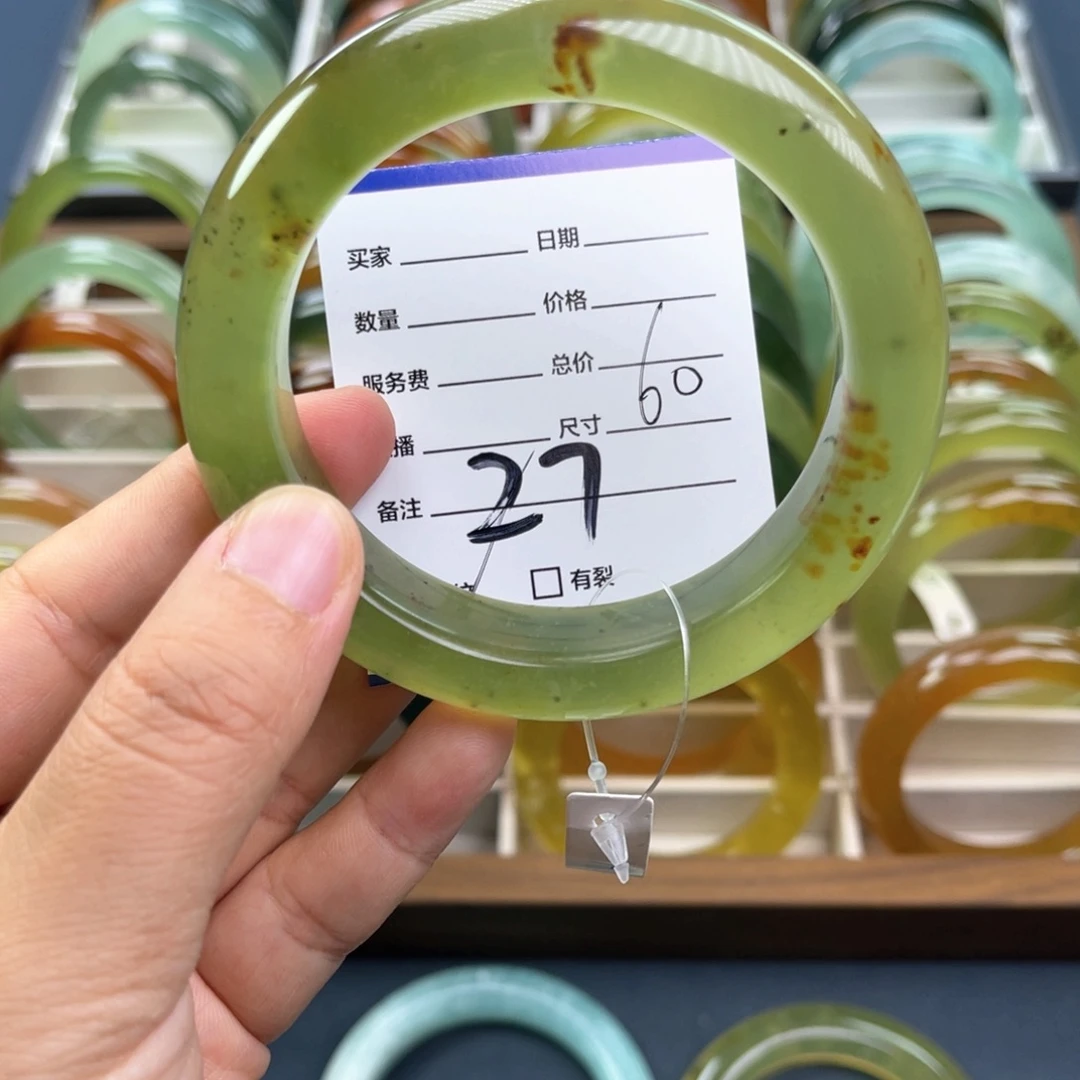 买家 日期
数量 价格
服务费 总价
播 尺寸 60
备注 27
有裂